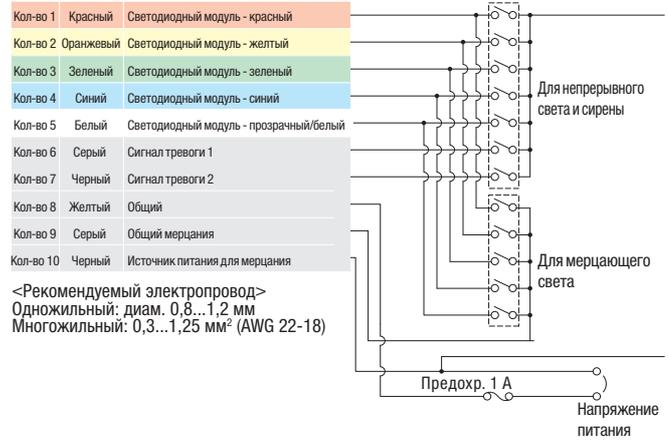 Кол-во 1 Красный Светодиодный модуль - красный
Кол-во 2 Оранжевый Светодиодный модуль - желтый
Кол-во 3 Зеленый Светодиодный модуль - зеленый
Кол-во 4 Синий Светодиодный модуль - синий
Кол-во 5 Белый Светодиодный модуль - прозрачный/белый
Кол-во 6 Серый Сигнал тревоги 1
Кол-во 7 Черный Сигнал тревоги 2
Кол-во 8 Желтый Общий
Кол-во 9 Серый Общий мерцания
Кол-во 10 Черный Источник питания для мерцания
<Рекомендуемый электропровод>
Одножильный: диам. 0,8...1,2 мм
Многожильный: 0,3...1,25 мм² (AWG 22-18)
Для непрерывного
света и сирены
Для мерцающего
света
Предохр. 1 А
Напряжение
питания